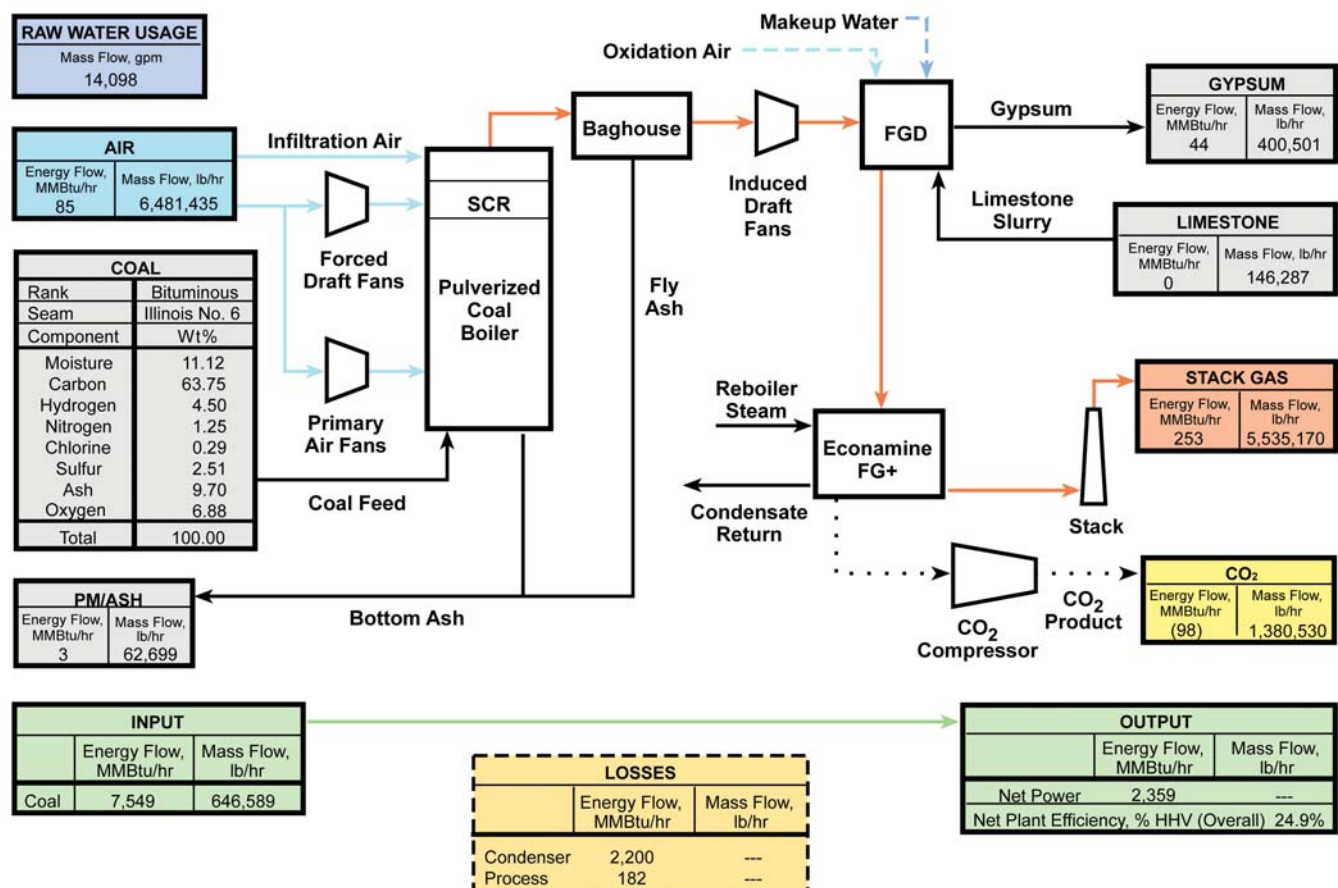 RAW WATER USAGE
Mass Flow, gpm
14,098
Makeup Water
Oxidation Air
AIR
Energy Flow, MMBtu/hr
Mass Flow, lb/hr
85
6,481,435
Infiltration Air
Forced
Draft Fans
Primary
Air Fans
SCR
Pulverized
Coal
Boiler
Baghouse
Induced
Draft
Fans
FGD
Gypsum
GYPSUM
Energy Flow, MMBtu/hr
Mass Flow, lb/hr
44
400,501
Limestone
Slurry
LIMESTONE
Energy Flow, MMBtu/hr
Mass Flow, lb/hr
0
146,287
COAL
Rank Bituminous
Seam Illinois No. 6
Component Wt%
Moisture 11.12
Carbon 63.75
Hydrogen 4.50
Nitrogen 1.25
Chlorine 0.29
Sulfur 2.51
Ash 9.70
Oxygen 6.88
Total 100.00
Coal Feed
Fly
Ash
Reboiler
Steam
Econamine
FG+
Condensate
Return
Stack
STACK GAS
Energy Flow, MMBtu/hr
Mass Flow, lb/hr
253
5,535,170
PM/ASH
Energy Flow, MMBtu/hr
Mass Flow, lb/hr
3
62,699
Bottom Ash
CO2
Compressor
CO2
Product
CO2
Energy Flow, MMBtu/hr
Mass Flow, lb/hr
(98)
1,380,530
INPUT
Energy Flow, MMBtu/hr
Mass Flow, lb/hr
Coal 7,549 646,589
LOSSES
Energy Flow, MMBtu/hr
Mass Flow, lb/hr
Condenser 2,200 ---
Process 182 ---
OUTPUT
Energy Flow, MMBtu/hr
Mass Flow, lb/hr
Net Power 2,359 ---
Net Plant Efficiency, % HHV (Overall) 24.9%